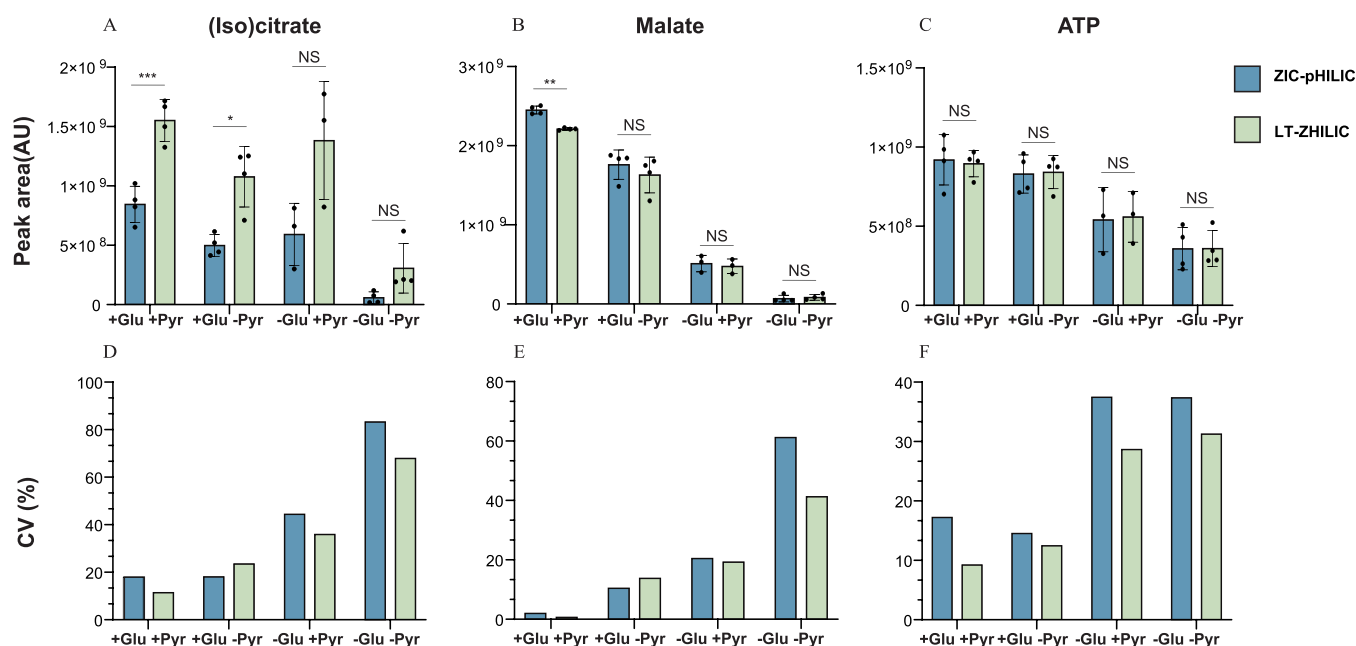 A (Iso)citrate
B Malate
C ATP
ZIC-pHILIC
LT-ZHILIC
Peak area(AU)
2×10⁹
1.5×10⁹
1×10⁹
5×10⁸
0
***
*
NS
NS
+Glu +Pyr +Glu -Pyr -Glu +Pyr -Glu -Pyr
3×10⁹
2×10⁹
1×10⁹
0
**
NS
NS
NS
+Glu +Pyr +Glu -Pyr -Glu +Pyr -Glu -Pyr
1.5×10⁹
1×10⁹
5×10⁸
0
NS
NS
NS
NS
+Glu +Pyr +Glu -Pyr -Glu +Pyr -Glu -Pyr
CV (%)
D
100
80
60
40
20
0
+Glu +Pyr +Glu -Pyr -Glu +Pyr -Glu -Pyr
E
80
60
40
20
0
+Glu +Pyr +Glu -Pyr -Glu +Pyr -Glu -Pyr
F
40
30
20
10
0
+Glu +Pyr +Glu -Pyr -Glu +Pyr -Glu -Pyr